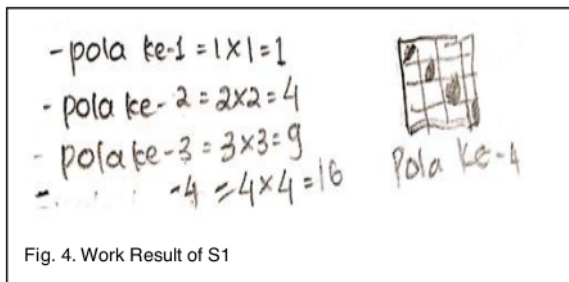 - pola ke-1 = 1x1=1
- pola ke-2 = 2x2=4
- pola ke-3 = 3x3=9
- -4 = 4x4=16
Pola ke-4
Fig. 4. Work Result of S1